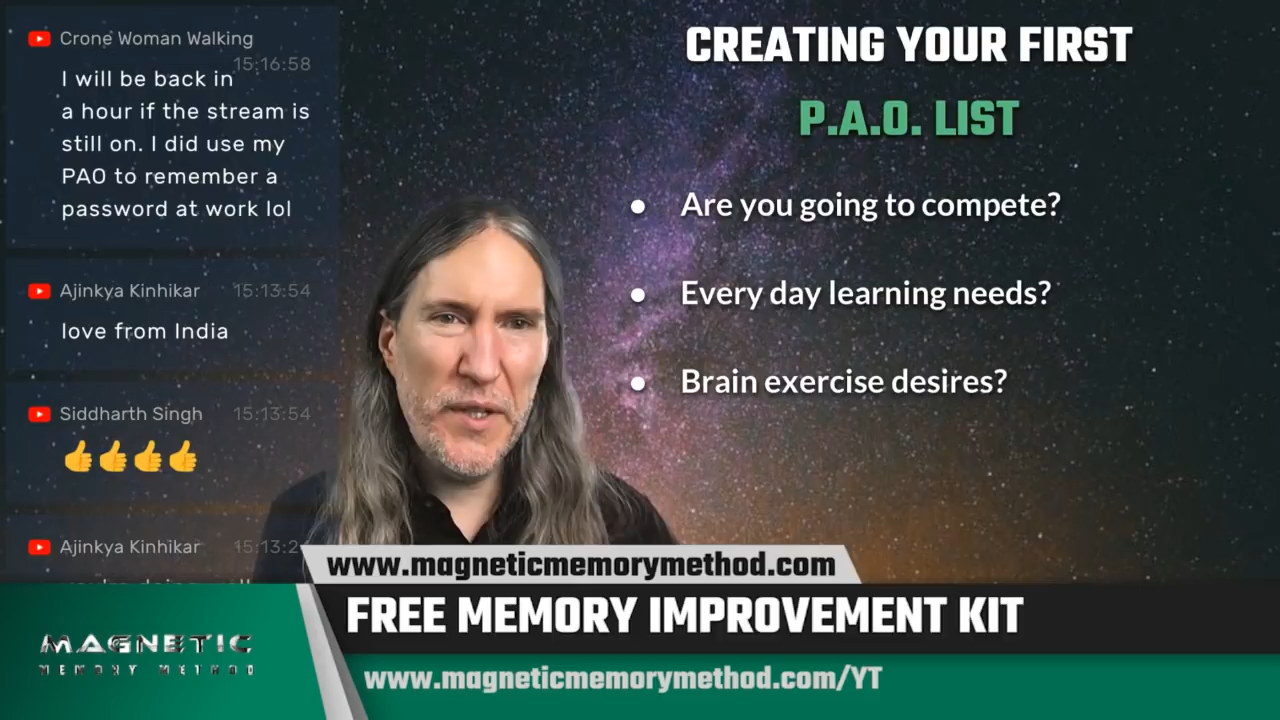 Crone Woman Walking
15:16:58
I will be back in
a hour if the stream is
still on. I did use my
PAO to remember a
password at work lol
Ajinkya Kinhikar 15:13:54
love from India
Siddharth Singh 15:13:54
👍👍👍👍
Ajinkya Kinhikar 15:13:2
CREATING YOUR FIRST
P.A.O. LIST
● Are you going to compete?
● Every day learning needs?
● Brain exercise desires?
www.magneticmemorymethod.com
FREE MEMORY IMPROVEMENT KIT
www.magneticmemorymethod.com/YT
MAGNETIC
MEMORY METHOD